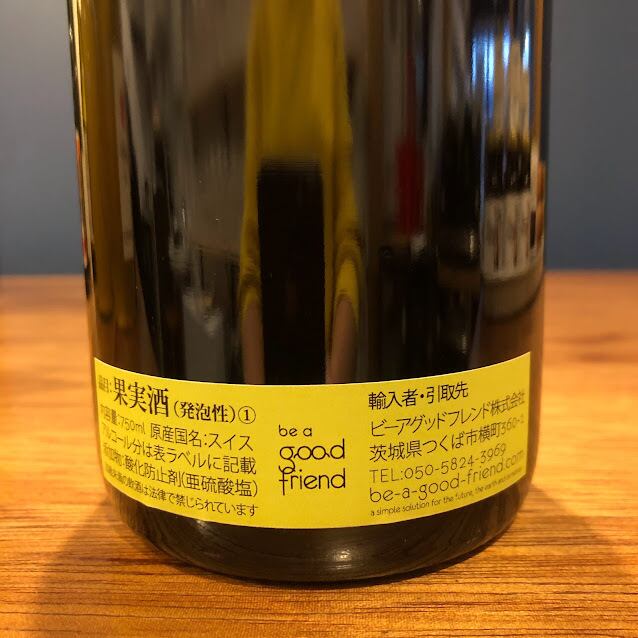 品目:果実酒(発泡性)①
内容量:750ml 原産国名:スイス
アルコール分は表ラベルに記載
添加物:酸化防止剤(亜硫酸塩)
飲酒は法律で禁じられています
be a
good
friend
輸入者・引取先
ビーアグッドフレンド株式会社
茨城県つくば市横町360-2
TEL:050-5824-3969
be-a-good-friend.com
a simple solution for the future, the earth and